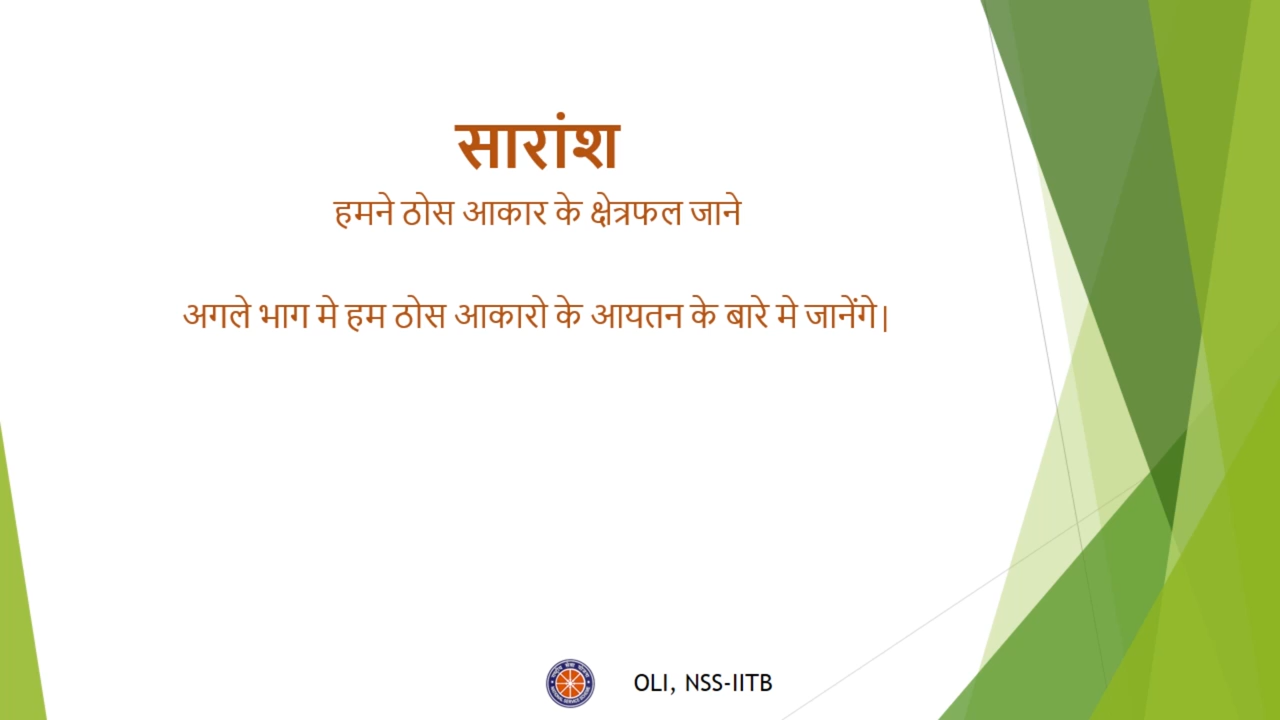 सारांश
हमने ठोस आकार के क्षेत्रफल जाने
अगले भाग मे हम ठोस आकारो के आयतन के बारे मे जानेंगे।
OLI, NSS-IITB